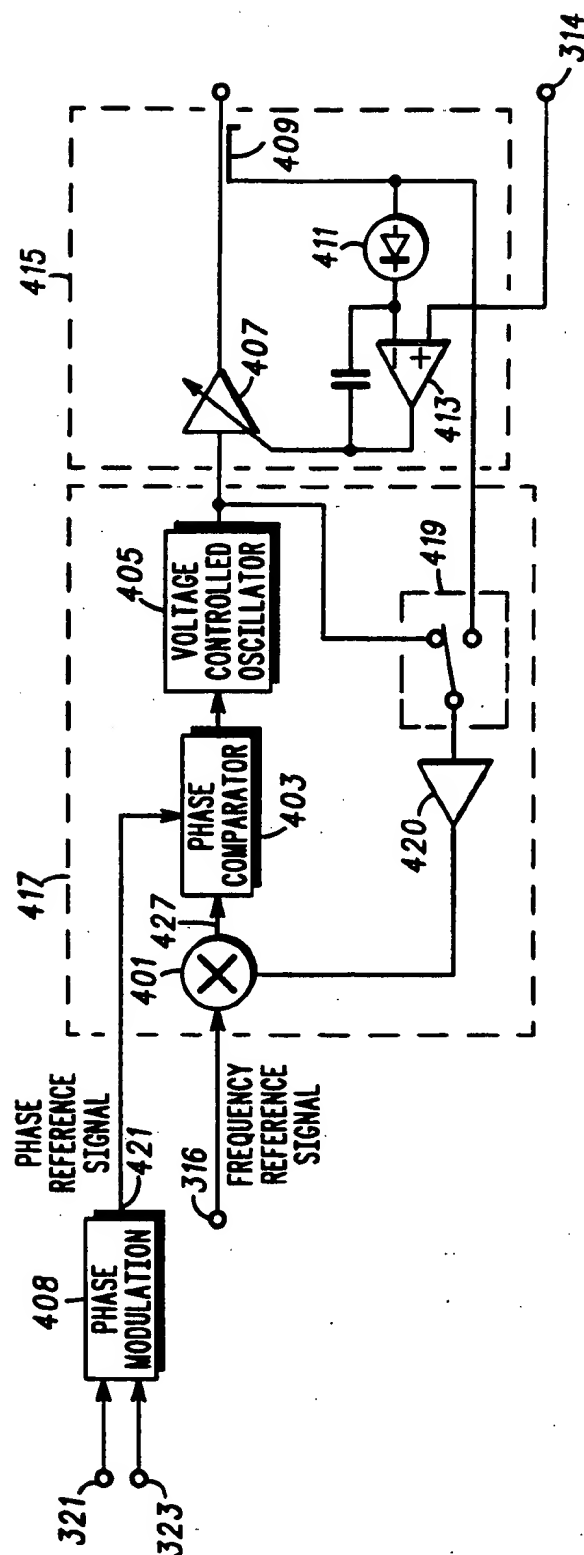 321
323
408
PHASE
MODULATION
421
PHASE
REFERENCE
SIGNAL
316
FREQUENCY
REFERENCE
SIGNAL
417
401
427
PHASE
COMPARATOR
403
405
VOLTAGE
CONTROLLED
OSCILLATOR
420
419
415
407
409
411
413
− +
314